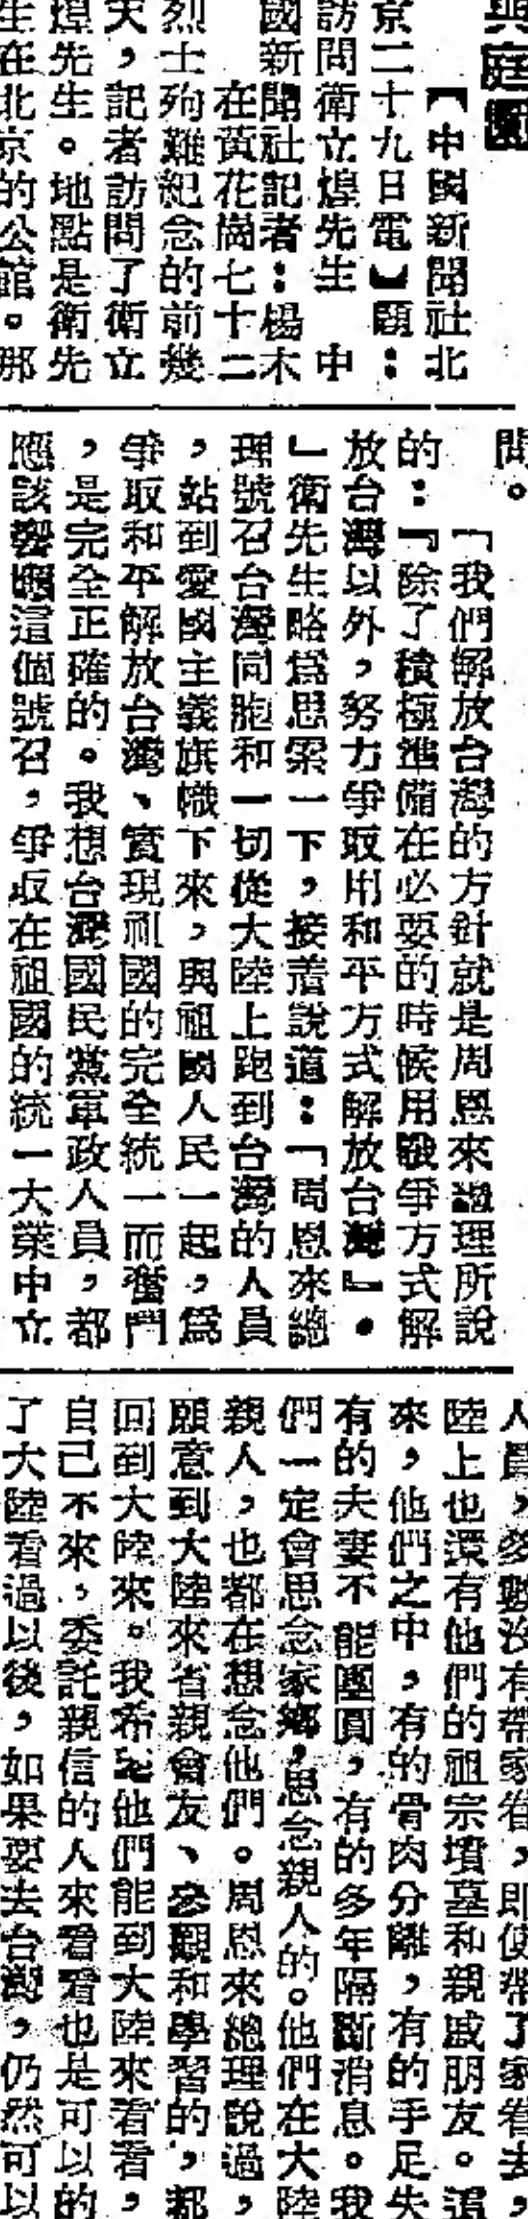 與庭園
【中國新聞社北
京二十九日電】題：
訪問衛立煌先生　中
國新聞社記者：楊木
在黃花崗七十二
烈士殉難紀念的前幾
天，記者訪問了衛立
煌先生。地點是衛先
生在北京的公館。那
間。
「我們解放台灣的方針就是周恩來總理所說
的：『除了積極準備在必要的時候用戰爭方式解
放台灣以外，努力爭取用和平方式解放台灣』。
」衛先生略爲思索一下，接着說道：「周恩來總
理號召台灣同胞和一切從大陸上跑到台灣的人員
，站到愛國主義旗幟下來，與祖國人民一起，爲
爭取和平解放台灣、實現祖國的完全統一而奮鬥
，是完全正確的。我想台灣國民黨軍政人員，都
應該響應這個號召，爭取在祖國的統一大業中立
人員，多數沒有帶家眷，即使帶了家眷去，
陸上也還有他們的祖宗墳墓和親戚朋友。這
來，他們之中，有的骨肉分離，有的手足失
有的夫妻不能團圓，有的多年隔斷消息。我
們一定會思念家鄉，思念親人的。他們在大陸
親人，也都在想念他們。周恩來總理說過，
願意到大陸來省親會友、參觀和學習的，都
回到大陸來。我希望他們能到大陸來看看，
自己不來，委託親信的人來看看也是可以的
了大陸看過以後，如果要去台灣，仍然可以